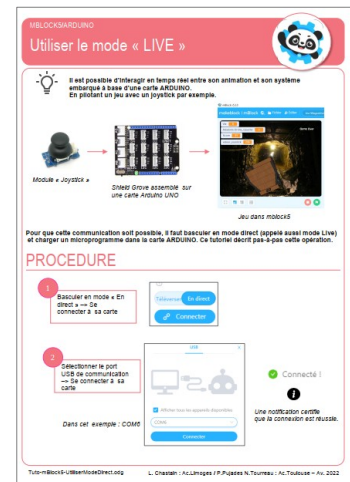 MBLOCK5/ARDUINO
Utiliser le mode « LIVE »
Il est possible d'interagir en temps réel entre son animation et son système
embarqué à base d'une carte ARDUINO.
En pilotant un jeu avec un joystick par exemple.
Module « Joystick »
Shield Grove assemblé sur
une carte Arduino UNO
Jeu dans mblock5
Pour que cette communication soit possible, il faut basculer en mode direct (appelé aussi mode Live)
et charger un microprogramme dans la carte ARDUINO. Ce tutoriel décrit pas-à-pas cette opération.
PROCEDURE
1
Basculer en mode « En
direct » –> Se
connecter à sa carte
Téléverser En direct
Connecter
2
Sélectionner le port
USB de communication
–> Se connecter à sa
carte
Dans cet exemple : COM6
USB
Afficher tous les appareils disponibles
COM6
Connecter
Connecté !
Une notification certifie
que la connexion est réussie.
Tuto-mBlock5-UtiliserModeDirect.odg
L. Chastain : Ac.Limoges / P.Pujades N.Tourreau : Ac.Toulouse – Av. 2022